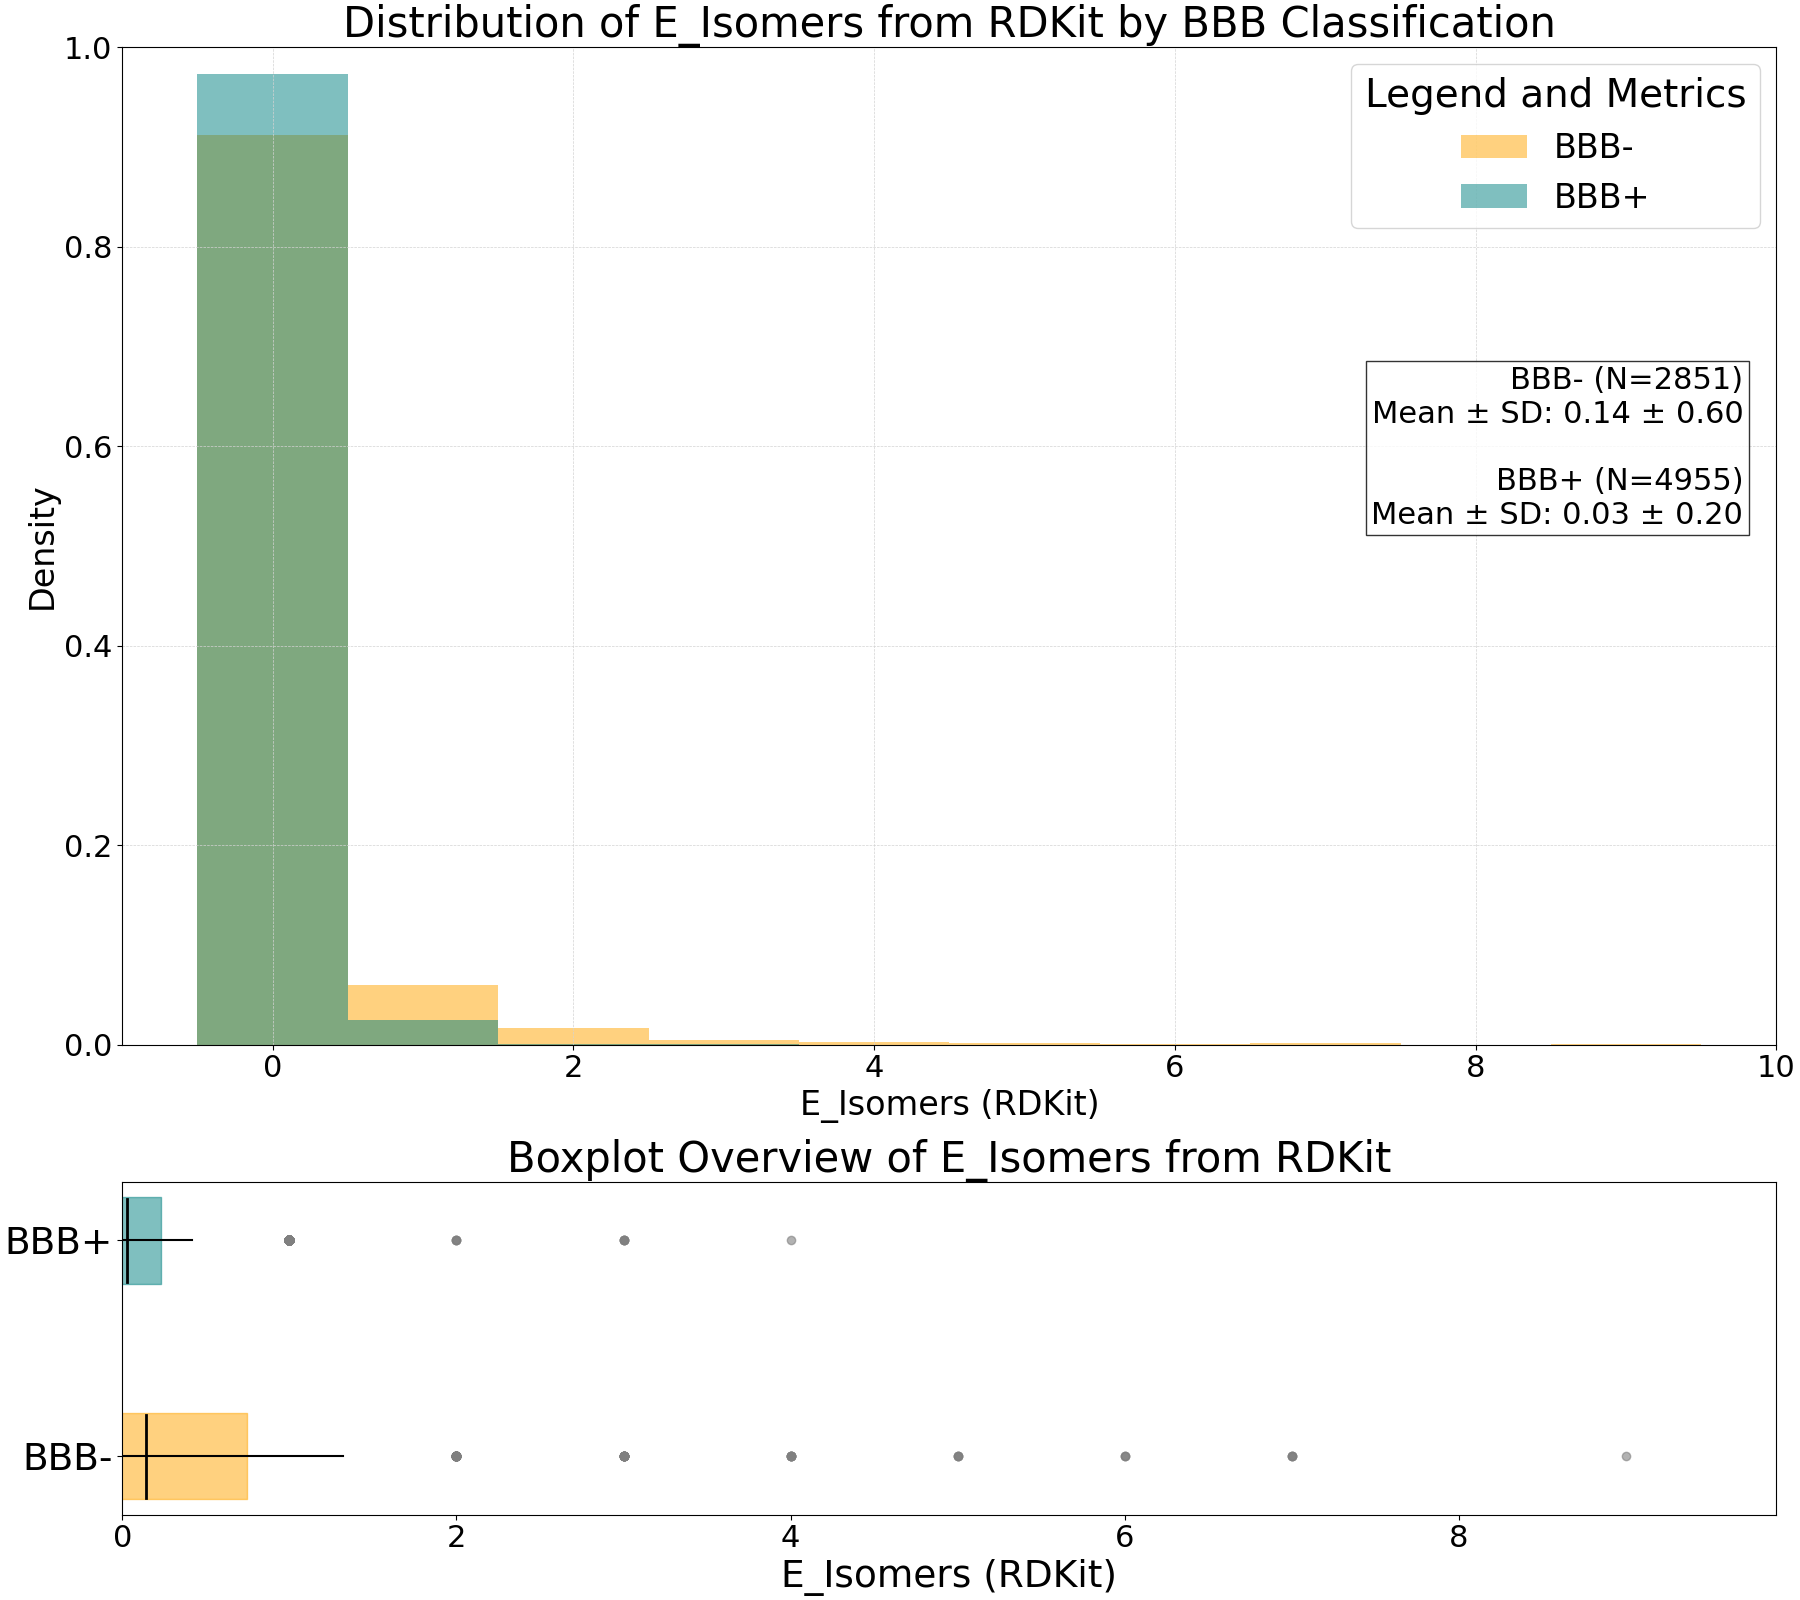 Distribution of E_Isomers from RDKit by BBB Classification
1.0
0.8
0.6
0.4
0.2
0.0
Density
Legend and Metrics
BBB-
BBB+
BBB- (N=2851)
Mean ± SD: 0.14 ± 0.60
BBB+ (N=4955)
Mean ± SD: 0.03 ± 0.20
0 2 4 6 8 10
E_Isomers (RDKit)
Boxplot Overview of E_Isomers from RDKit
BBB+
BBB-
0 2 4 6 8
E_Isomers (RDKit)